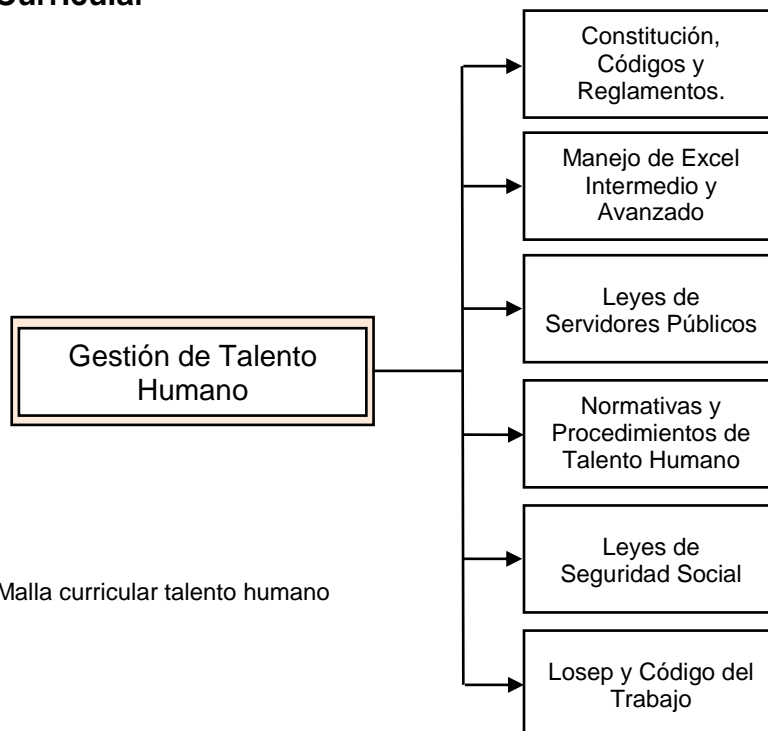 Curricular
Constitución,
Códigos y
Reglamentos.
Manejo de Excel
Intermedio y
Avanzado
Leyes de
Servidores Públicos
Gestión de Talento
Humano
Normativas y
Procedimientos de
Talento Humano
Leyes de
Seguridad Social
Malla curricular talento humano
Losep y Código del
Trabajo